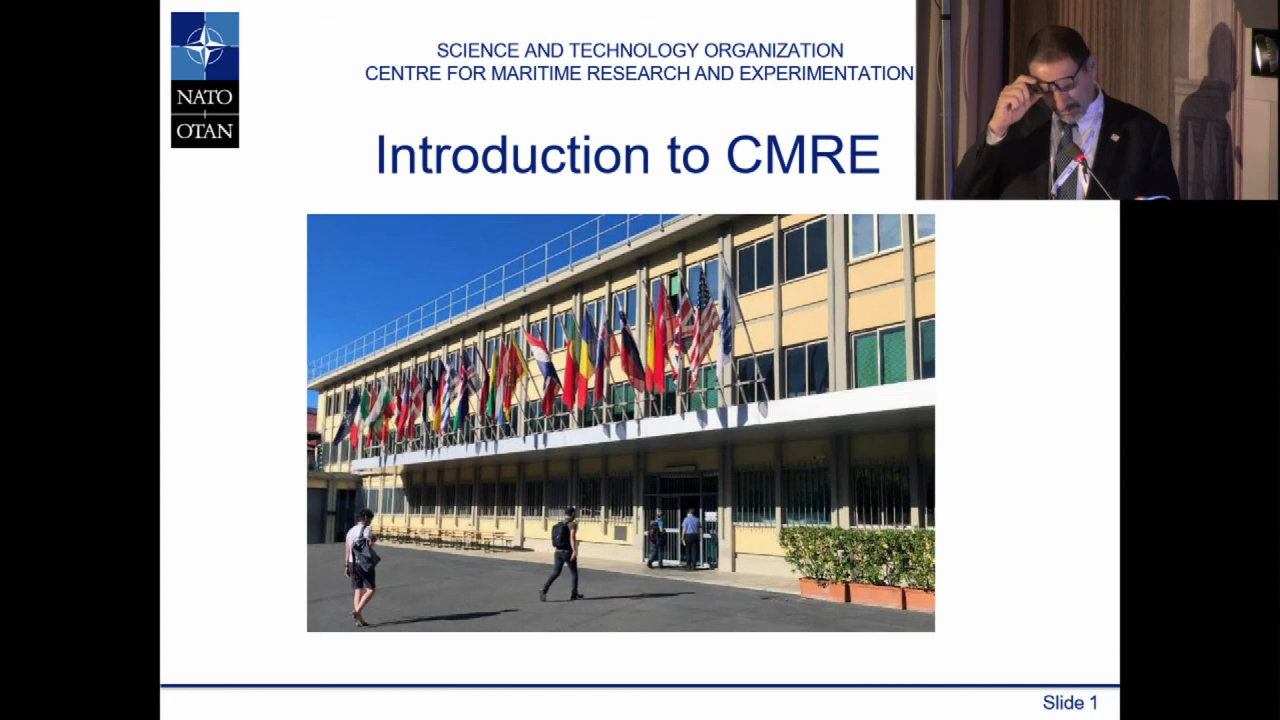 NATO
OTAN
SCIENCE AND TECHNOLOGY ORGANIZATION
CENTRE FOR MARITIME RESEARCH AND EXPERIMENTATION
Introduction to CMRE
Slide 1